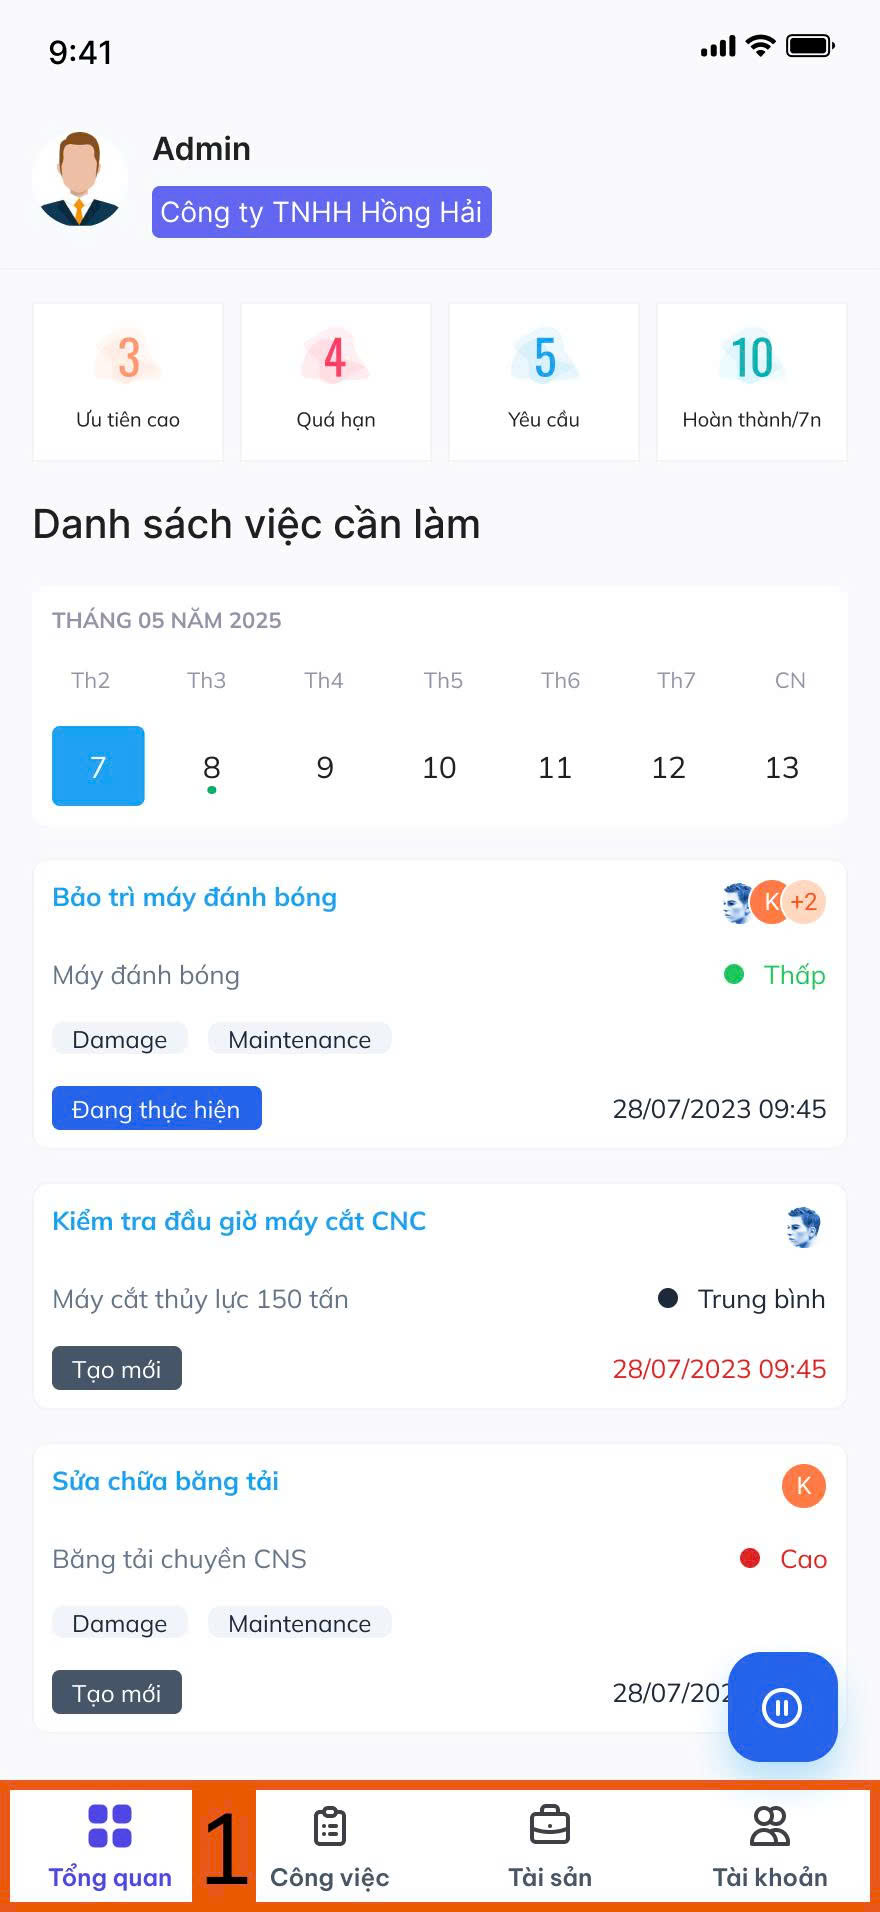 9:41
Admin
Công ty TNHH Hồng Hải
3 4 5 10
Ưu tiên cao Quá hạn Yêu cầu Hoàn thành/7n
Danh sách việc cần làm
THÁNG 05 NĂM 2025
Th2 Th3 Th4 Th5 Th6 Th7 CN
7 8 9 10 11 12 13
Bảo trì máy đánh bóng K +2
Máy đánh bóng Thấp
Damage Maintenance
Đang thực hiện 28/07/2023 09:45
Kiểm tra đầu giờ máy cắt CNC
Máy cắt thủy lực 150 tấn Trung bình
Tạo mới 28/07/2023 09:45
Sửa chữa băng tải K
Băng tải chuyền CNS Cao
Damage Maintenance
Tạo mới 28/07/202
1
Tổng quan Công việc Tài sản Tài khoản